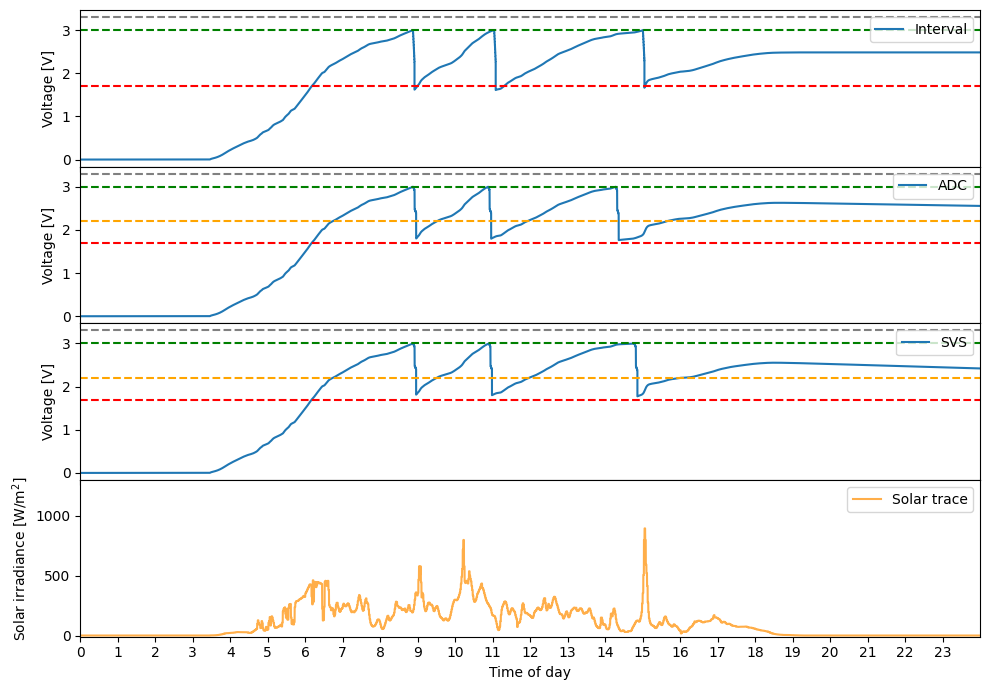 Voltage [V]
3
2
1
0
Interval
Voltage [V]
3
2
1
0
ADC
Voltage [V]
3
2
1
0
SVS
Solar irradiance [W/m²]
1000
500
0
Solar trace
0 1 2 3 4 5 6 7 8 9 10 11 12 13 14 15 16 17 18 19 20 21 22 23
Time of day